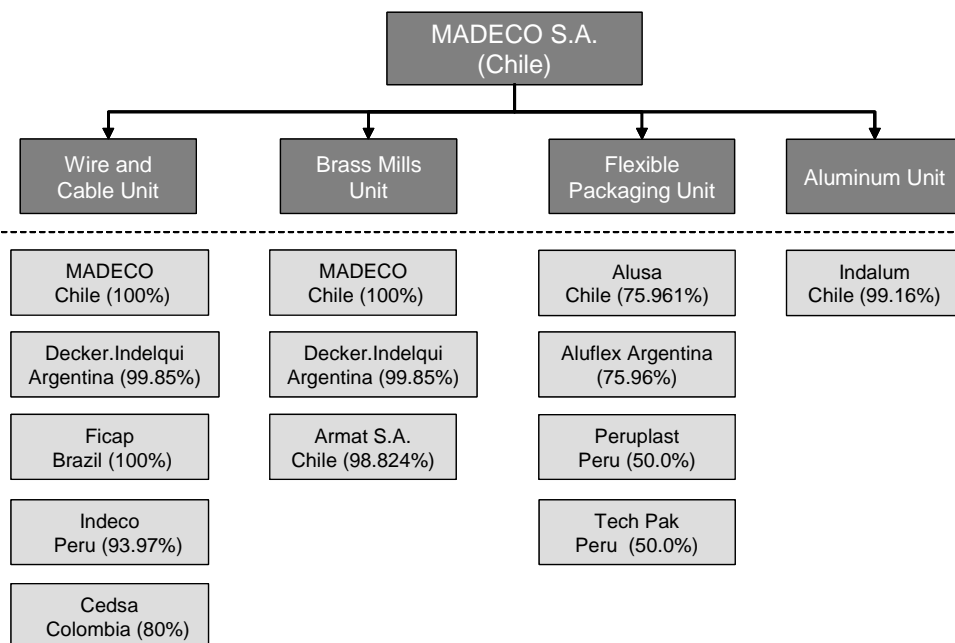 MADECO S.A.
(Chile)
Wire and
Cable Unit
Brass Mills
Unit
Flexible
Packaging Unit
Aluminum Unit
MADECO
Chile (100%)
Decker.Indelqui
Argentina (99.85%)
Ficap
Brazil (100%)
Indeco
Peru (93.97%)
Cedsa
Colombia (80%)
MADECO
Chile (100%)
Decker.Indelqui
Argentina (99.85%)
Armat S.A.
Chile (98.824%)
Alusa
Chile (75.961%)
Aluflex Argentina
(75.96%)
Peruplast
Peru (50.0%)
Tech Pak
Peru (50.0%)
Indalum
Chile (99.16%)